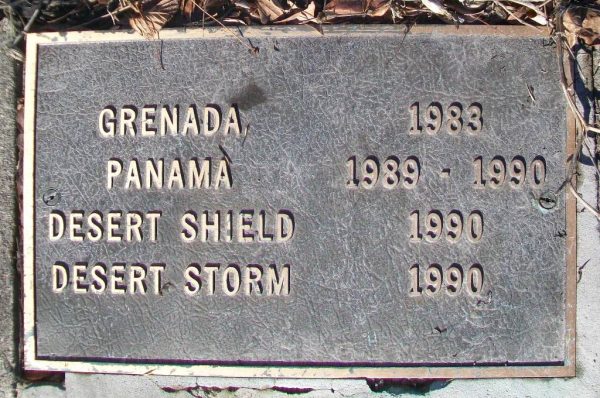 GRENADA 1983
PANAMA 1989 - 1990
DESERT SHIELD 1990
DESERT STORM 1990